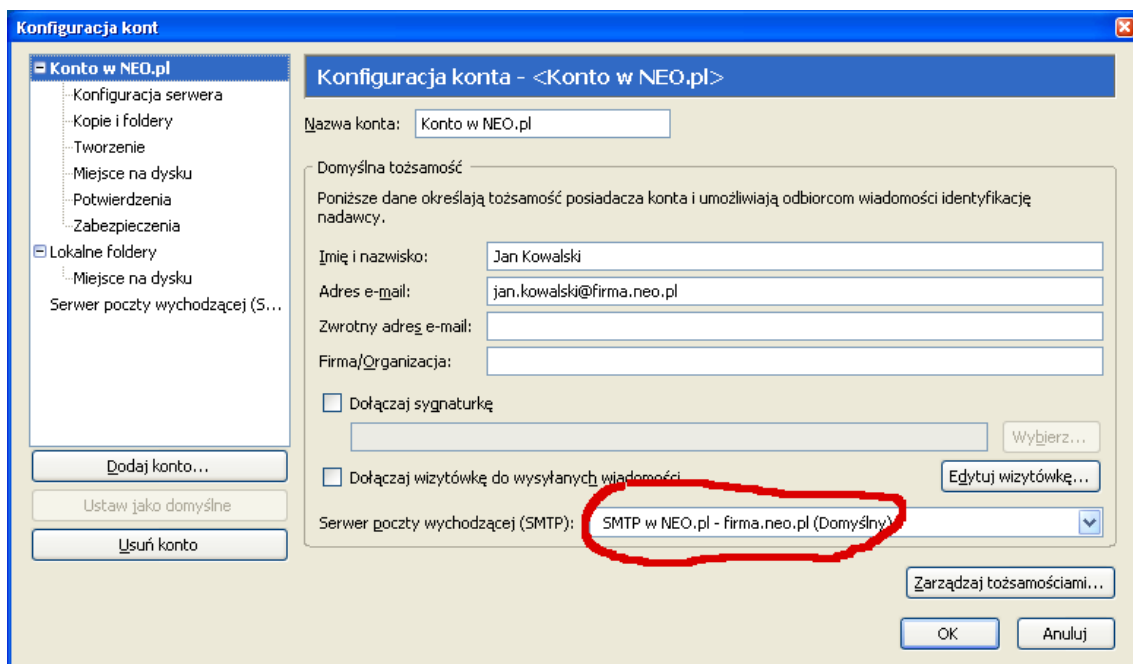 Konfiguracja kont
Konto w NEO.pl
Konfiguracja serwera
Kopie i foldery
Tworzenie
Miejsce na dysku
Potwierdzenia
Zabezpieczenia
Lokalne foldery
Miejsce na dysku
Serwer poczty wychodzącej (S...
Dodaj konto...
Ustaw jako domyślne
Usuń konto
Konfiguracja konta - <Konto w NEO.pl>
Nazwa konta: Konto w NEO.pl
Domyślna tożsamość
Poniższe dane określają tożsamość posiadacza konta i umożliwiają odbiorcom wiadomości identyfikację
nadawcy.
Imię i nazwisko: Jan Kowalski
Adres e-mail: jan.kowalski@firma.neo.pl
Zwrotny adres e-mail:
Firma/Organizacja:
Dołączaj sygnaturkę
Wybierz...
Dołączaj wizytówkę do wysyłanych wiadomości Edytuj wizytówkę...
Serwer poczty wychodzącej (SMTP): SMTP w NEO.pl - firma.neo.pl (Domyślny)
Zarządzaj tożsamościami...
OK Anuluj